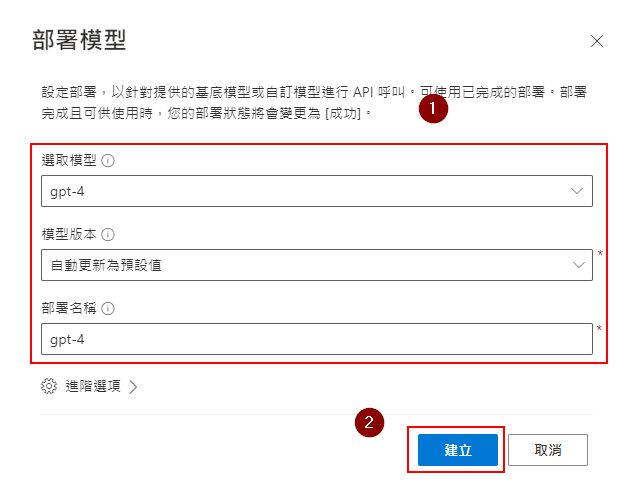 部署模型
設定部署，以針對提供的基底模型或自訂模型進行 API 呼叫。可使用已完成的部署。部署
完成且可供使用時，您的部署狀態將會變更為 [成功]。
1
選取模型
gpt-4
模型版本
自動更新為預設值
*
部署名稱
gpt-4
*
進階選項
2
建立
取消